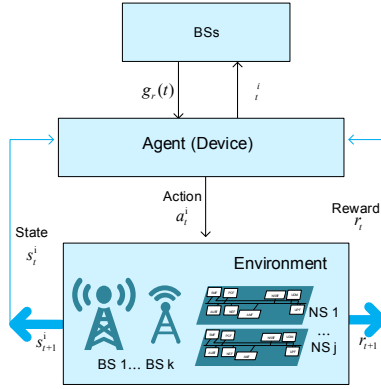 BSs
g_r(t)
i
t
Agent (Device)
Action
a_t^i
State
s_t^i
Reward
r_t
Environment
NS 1
...
NS j
BS 1... BS k
s_{t+1}^i
r_{t+1}